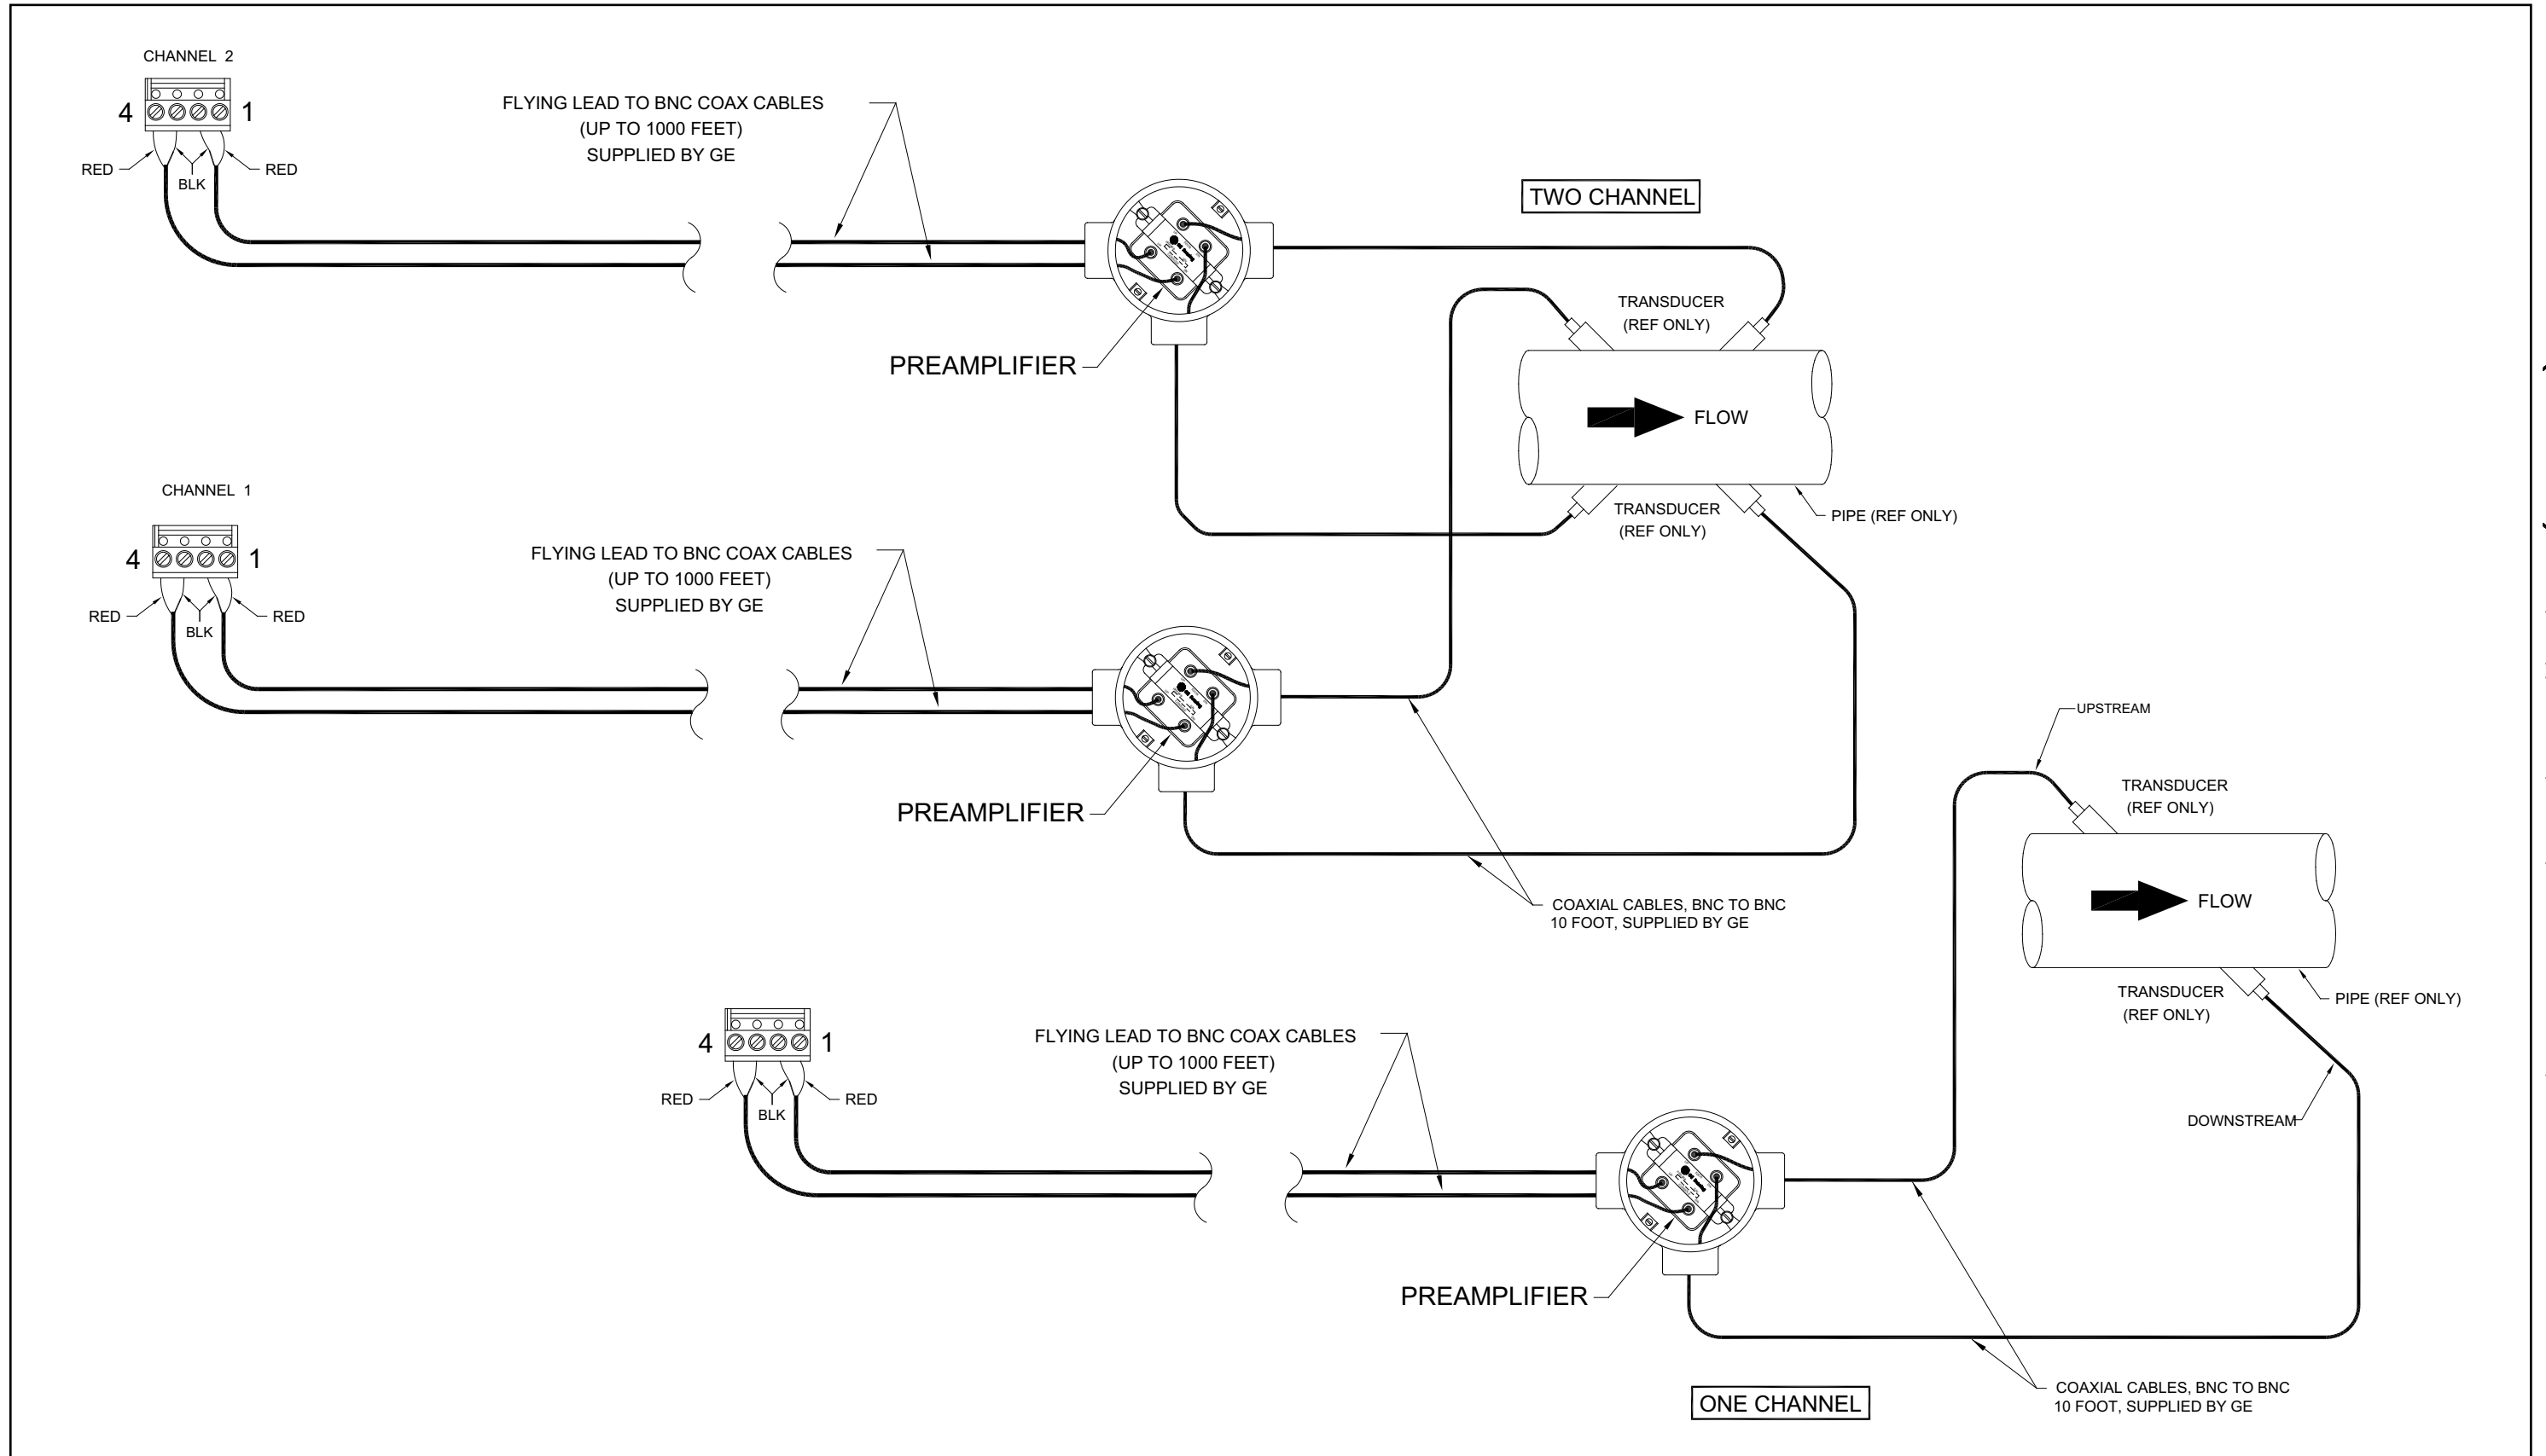 CHANNEL 2
4
1
RED
BLK
RED
FLYING LEAD TO BNC COAX CABLES
(UP TO 1000 FEET)
SUPPLIED BY GE
PREAMPLIFIER
TWO CHANNEL
TRANSDUCER
(REF ONLY)
FLOW
TRANSDUCER
(REF ONLY)
PIPE (REF ONLY)
CHANNEL 1
4
1
RED
BLK
RED
FLYING LEAD TO BNC COAX CABLES
(UP TO 1000 FEET)
SUPPLIED BY GE
PREAMPLIFIER
COAXIAL CABLES, BNC TO BNC
10 FOOT, SUPPLIED BY GE
UPSTREAM
TRANSDUCER
(REF ONLY)
FLOW
TRANSDUCER
(REF ONLY)
PIPE (REF ONLY)
DOWNSTREAM
4
1
RED
BLK
RED
FLYING LEAD TO BNC COAX CABLES
(UP TO 1000 FEET)
SUPPLIED BY GE
PREAMPLIFIER
COAXIAL CABLES, BNC TO BNC
10 FOOT, SUPPLIED BY GE
ONE CHANNEL